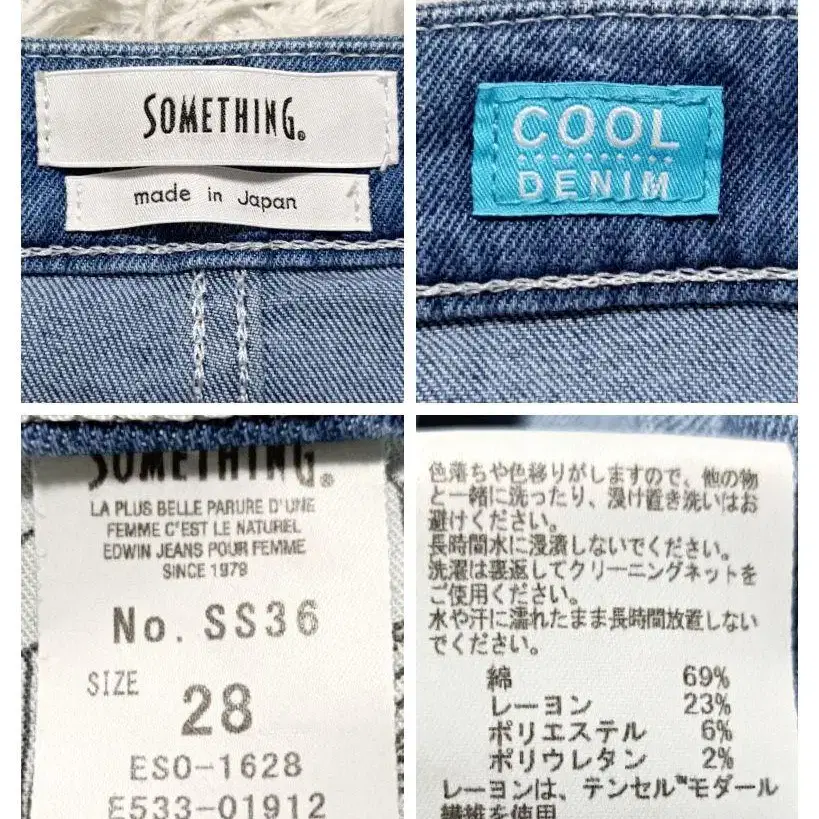 SOMETHING®
made in Japan
COOL
DENIM
SOMETHING®
LA PLUS BELLE PARURE D'UNE
FEMME C'EST LE NATUREL
EDWIN JEANS POUR FEMME
SINCE 1979
No. SS36
SIZE
28
ES0-1628
E533-01912
色落ちや色移りがしますので、他の物
と一緒に洗ったり、浸け置き洗いはお
避けください。
長時間水に浸漬しないでください。
洗濯は裏返してクリーニングネットを
ご使用ください。
水や汗に濡れたまま長時間放置しない
でください。
綿 69%
レーヨン 23%
ポリエステル 6%
ポリウレタン 2%
レーヨンは、テンセル™モダール
繊維を使用